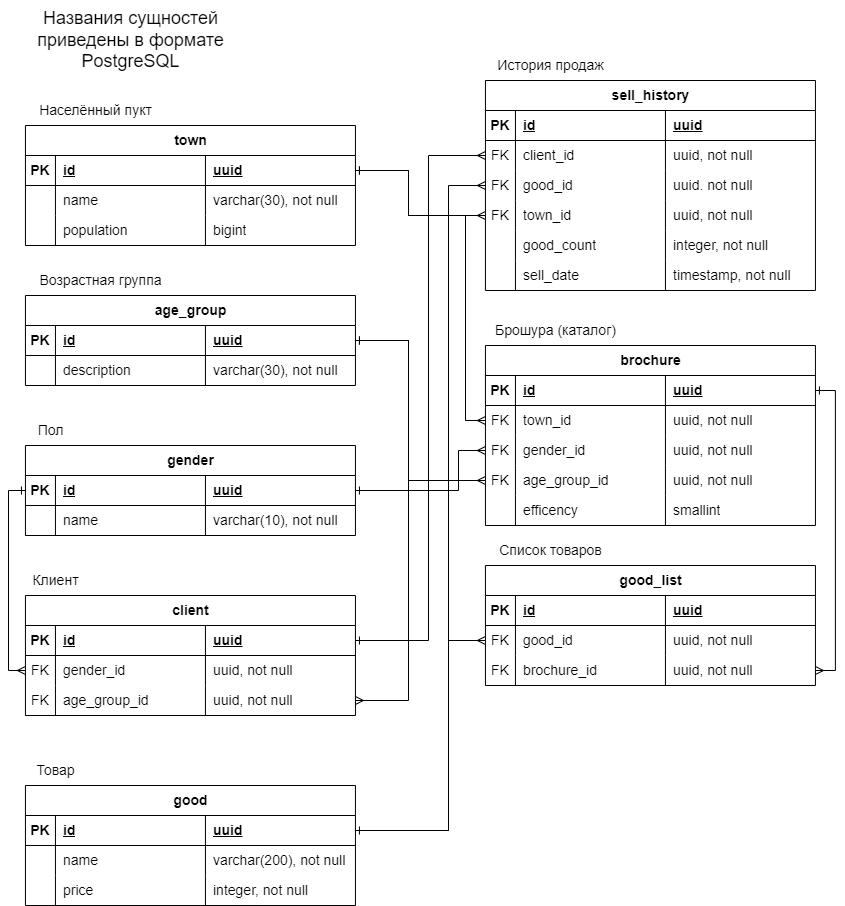 Названия сущностей
приведены в формате
PostgreSQL
Населённый пункт
town
PK id uuid
name varchar(30), not null
population bigint
Возрастная группа
age_group
PK id uuid
description varchar(30), not null
Пол
gender
PK id uuid
name varchar(10), not null
Клиент
client
PK id uuid
FK gender_id uuid, not null
FK age_group_id uuid, not null
Товар
good
PK id uuid
name varchar(200), not null
price integer, not null
История продаж
sell_history
PK id uuid
FK client_id uuid, not null
FK good_id uuid. not null
FK town_id uuid, not null
good_count integer, not null
sell_date timestamp, not null
Брошура (каталог)
brochure
PK id uuid
FK town_id uuid, not null
FK gender_id uuid, not null
FK age_group_id uuid, not null
efficency smallint
Список товаров
good_list
PK id uuid
FK good_id uuid, not null
FK brochure_id uuid, not null